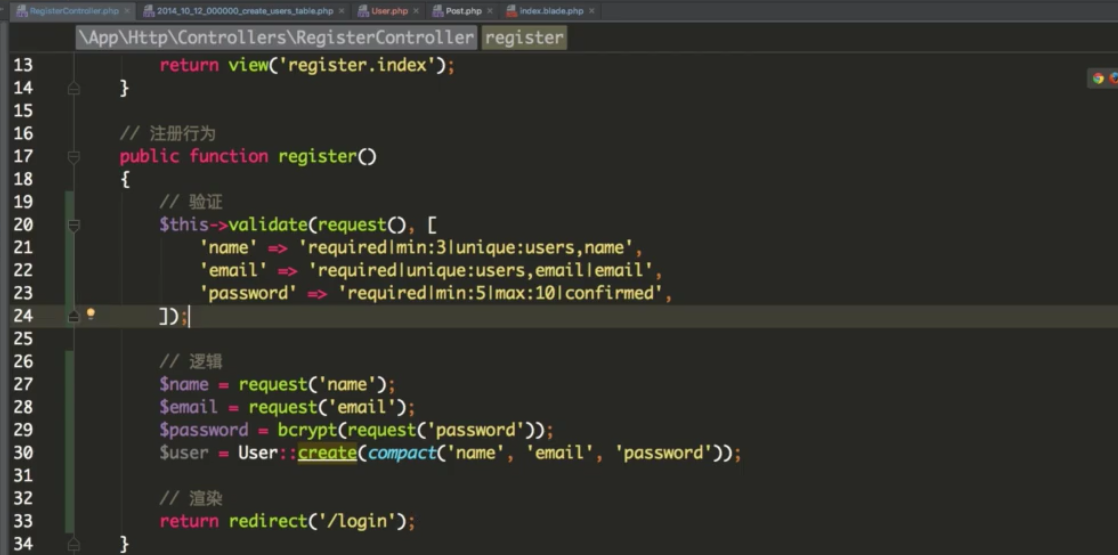 RegisterController.php × 2014_10_12_000000_create_users_table.php × User.php × Post.php × index.blade.php ×
\App\Http\Controllers\RegisterController register
13 return view('register.index');
14 }
15
16 // 注册行为
17 public function register()
18 {
19 // 验证
20 $this->validate(request(), [
21 'name' => 'required|min:3|unique:users,name',
22 'email' => 'required|unique:users,email|email',
23 'password' => 'required|min:5|max:10|confirmed',
24 ]);
25
26 // 逻辑
27 $name = request('name');
28 $email = request('email');
29 $password = bcrypt(request('password'));
30 $user = User::create(compact('name', 'email', 'password'));
31
32 // 渲染
33 return redirect('/login');
34 }